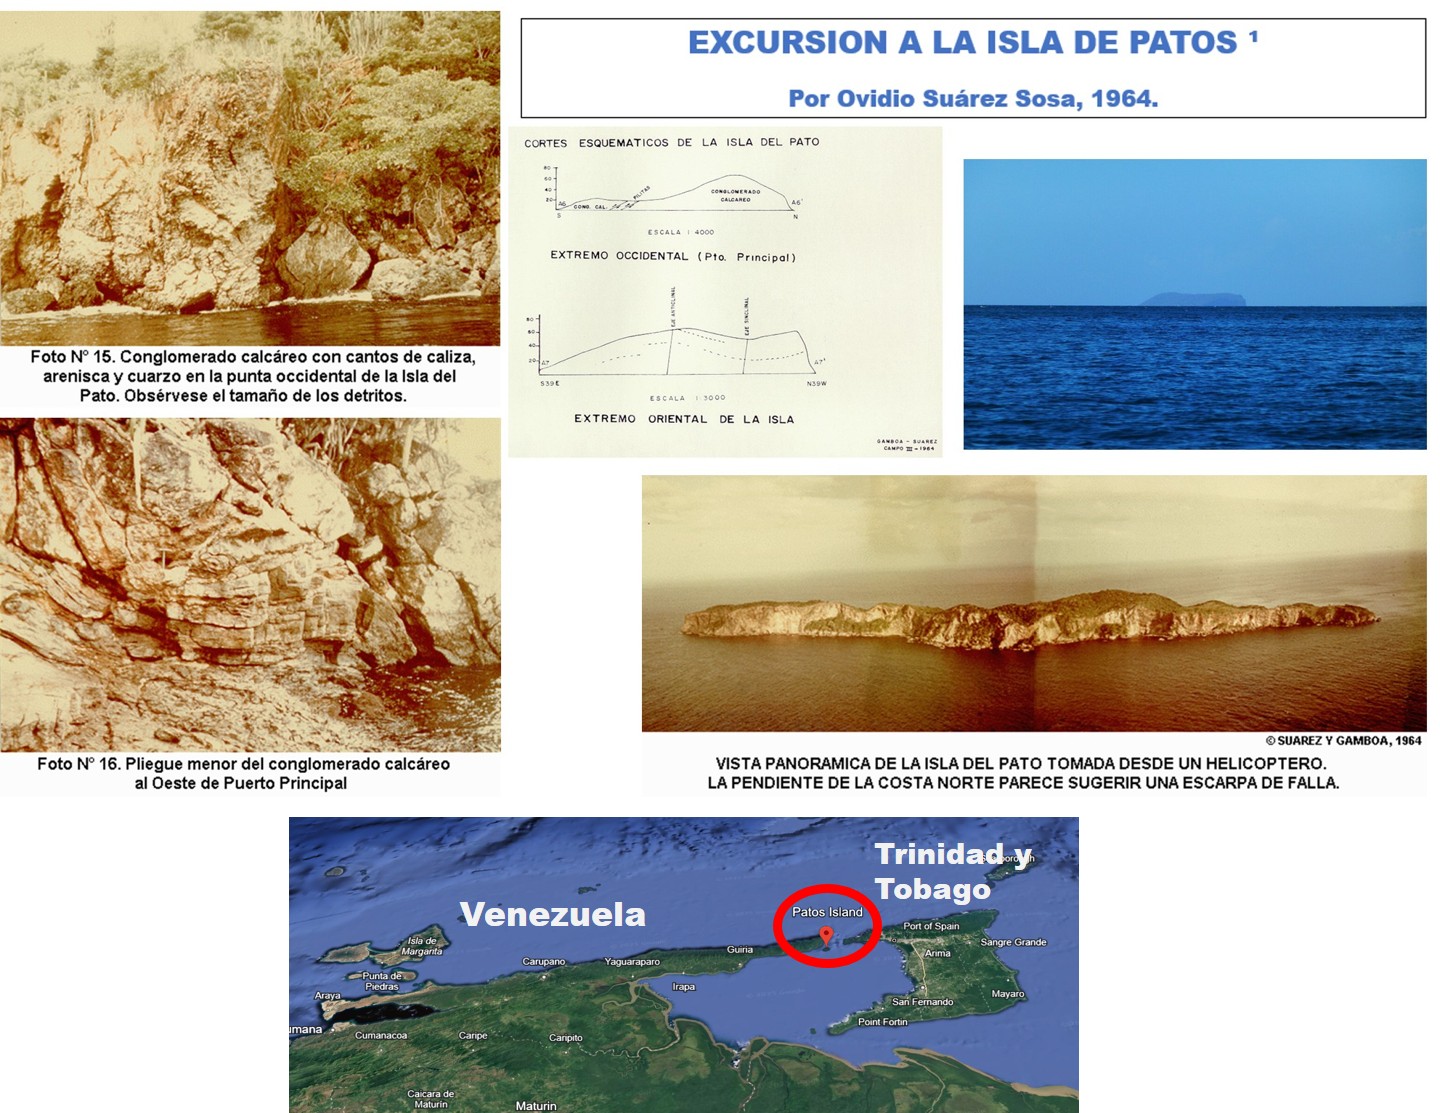 EXCURSION A LA ISLA DE PATOS ¹
Por Ovidio Suárez Sosa, 1964.
Foto N° 15. Conglomerado calcáreo con cantos de caliza,
arenisca y cuarzo en la punta occidental de la Isla del
Pato. Obsérvese el tamaño de los detritos.
Foto N° 16. Pliegue menor del conglomerado calcáreo
al Oeste de Puerto Principal
CORTES ESQUEMATICOS DE LA ISLA DEL PATO
80
60
40
20
A6
S
CONG. CAL.
FILITAS
CONGLOMERADO
CALCAREO
A6'
N
ESCALA 1:4000
EXTREMO OCCIDENTAL (Pto. Principal)
80
60
40
20
A7
S39E
EJE ANTICLINAL
EJE SINCLINAL
A7'
N39W
ESCALA 1:3000
EXTREMO ORIENTAL DE LA ISLA
GAMBOA - SUAREZ
CAMPO III - 1964
© SUAREZ Y GAMBOA, 1964
VISTA PANORAMICA DE LA ISLA DEL PATO TOMADA DESDE UN HELICOPTERO.
LA PENDIENTE DE LA COSTA NORTE PARECE SUGERIR UNA ESCARPA DE FALLA.
Trinidad y
Tobago
Venezuela
Patos Island
Port of Spain
Isla de
Margarita
Sangre Grande
Guiria
Arima
Carupano
Yaguaraparo
Punta de
Piedras
Irapa
Araya
Mayaro
San Fernando
Point Fortin
umana
Cumanacoa
Caripe
Caripito
Caicara de
Maturín
Maturin